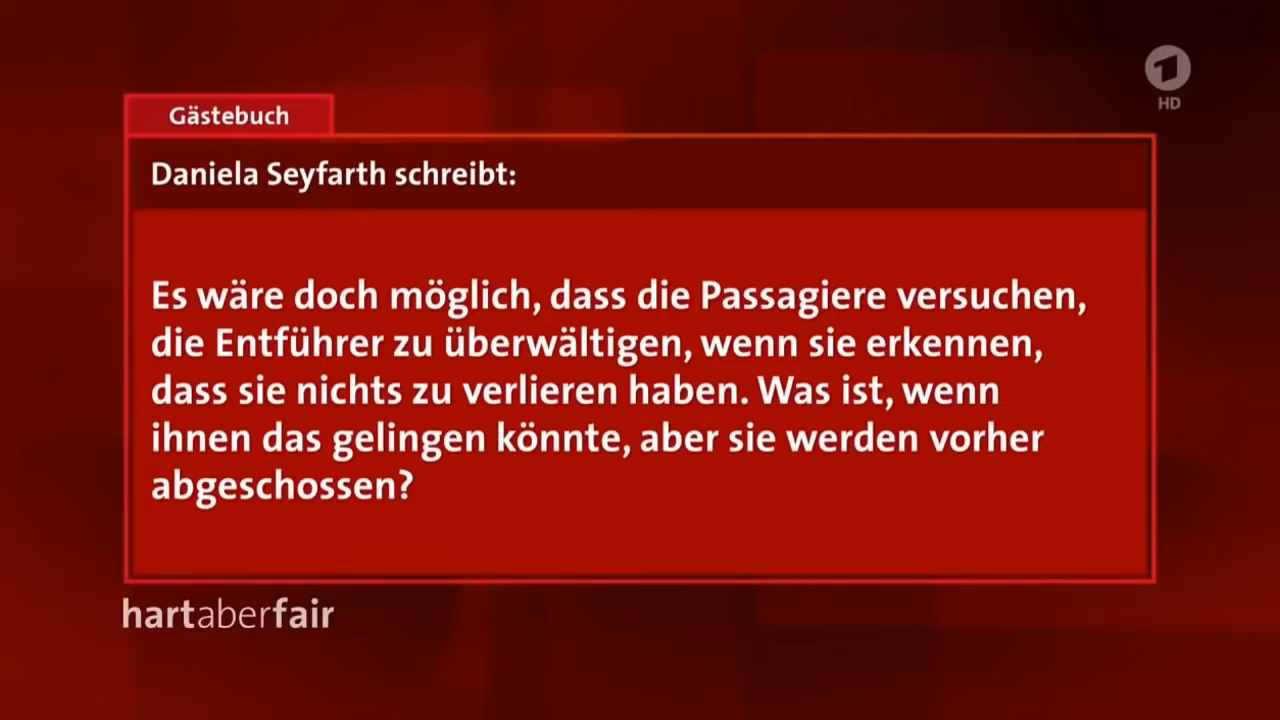 1
HD
Gästebuch
Daniela Seyfarth schreibt:
Es wäre doch möglich, dass die Passagiere versuchen,
die Entführer zu überwältigen, wenn sie erkennen,
dass sie nichts zu verlieren haben. Was ist, wenn
ihnen das gelingen könnte, aber sie werden vorher
abgeschossen?
hartaberfair